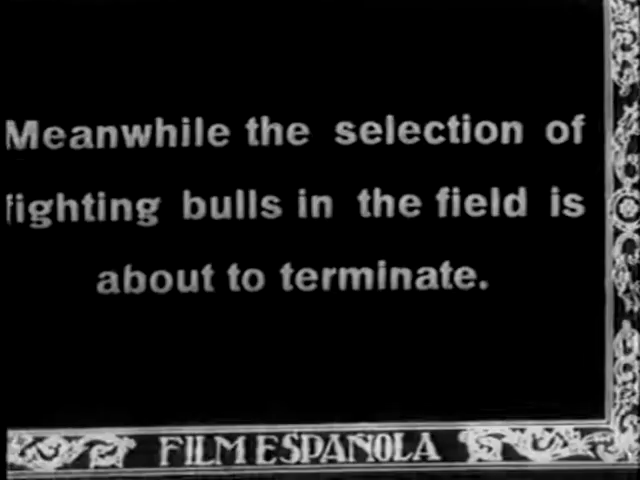 Meanwhile the selection of
fighting bulls in the field is
about to terminate.
FILM ESPAÑOLA